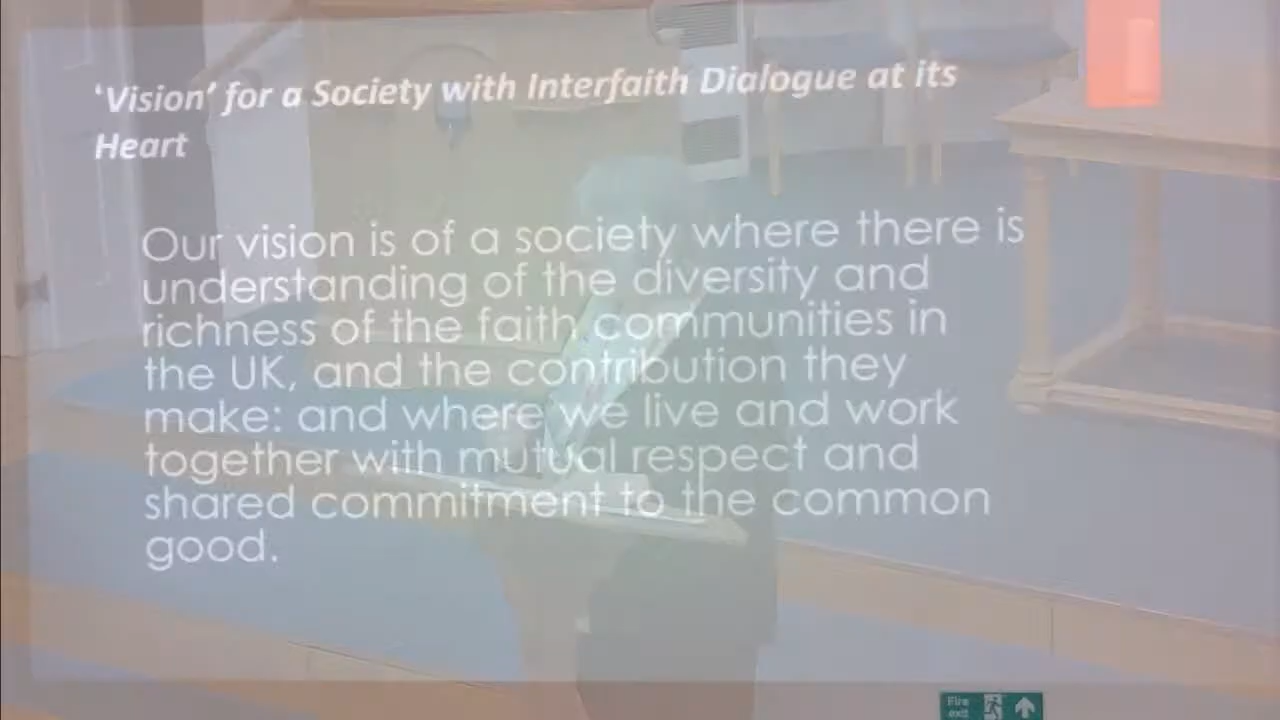 'Vision' for a Society with Interfaith Dialogue at its
Heart
Our vision is of a society where there is
understanding of the diversity and
richness of the faith communities in
the UK, and the contribution they
make: and where we live and work
together with mutual respect and
shared commitment to the common
good.
Fire
exit